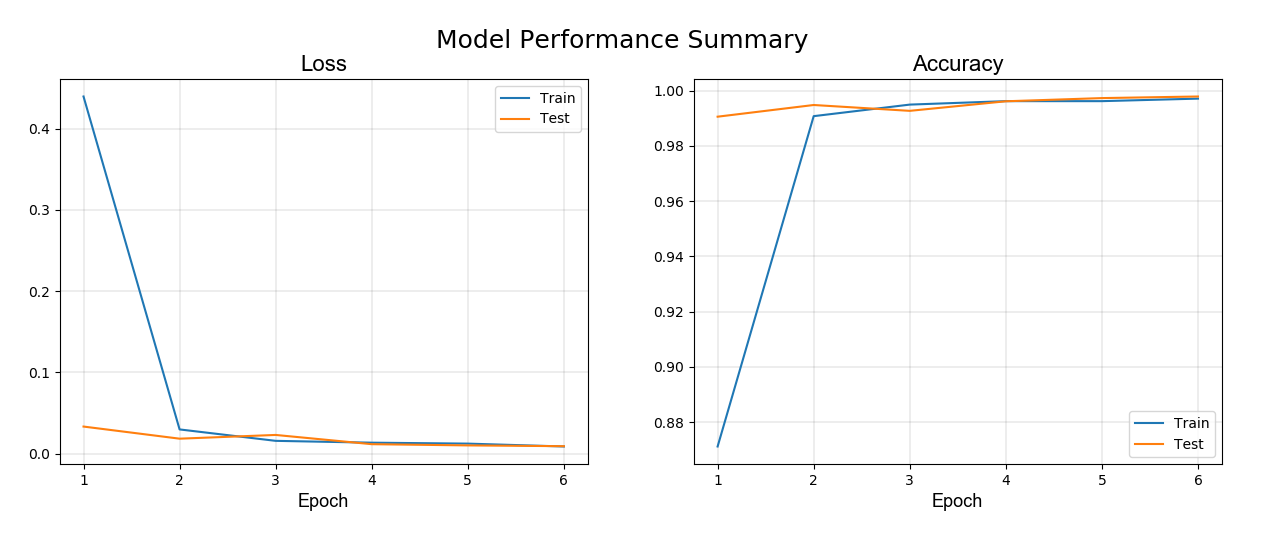 Model Performance Summary
Loss
Train
Test
0.4
0.3
0.2
0.1
0.0
1 2 3 4 5 6
Epoch
Accuracy
1.00
0.98
0.96
0.94
0.92
0.90
0.88
Train
Test
1 2 3 4 5 6
Epoch